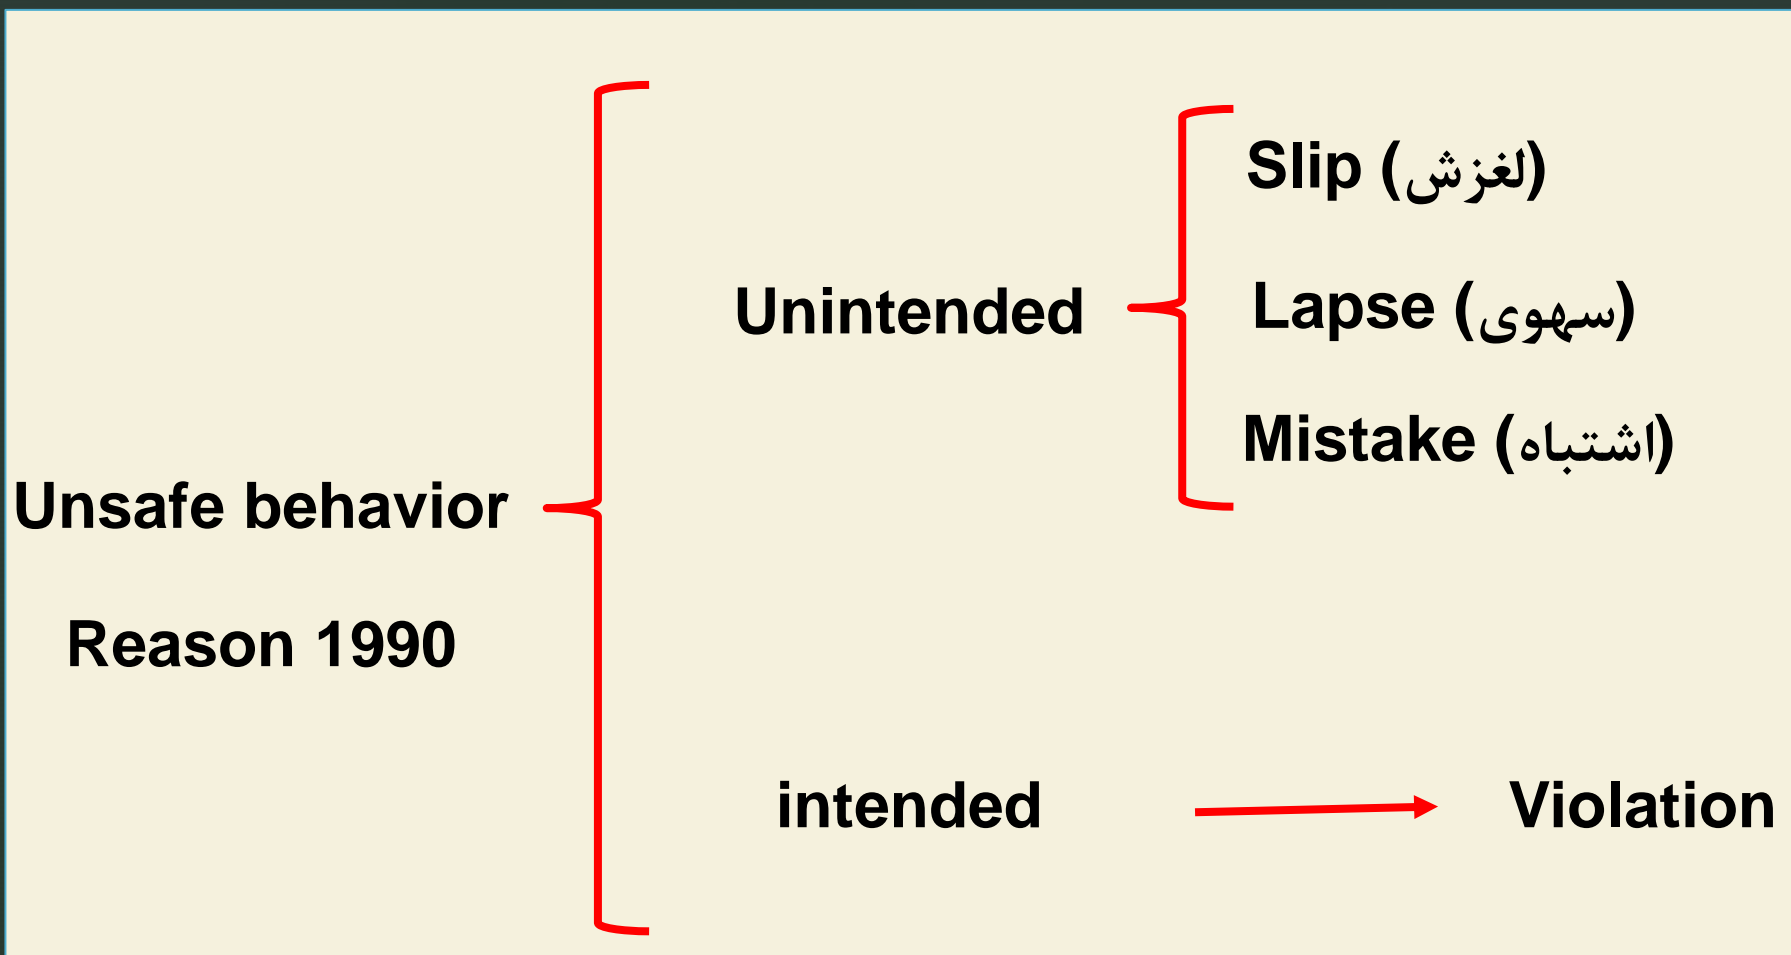 Slip (لغزش)
Unintended
Lapse (سهوی)
Mistake (اشتباه)
Unsafe behavior
Reason 1990
intended
Violation